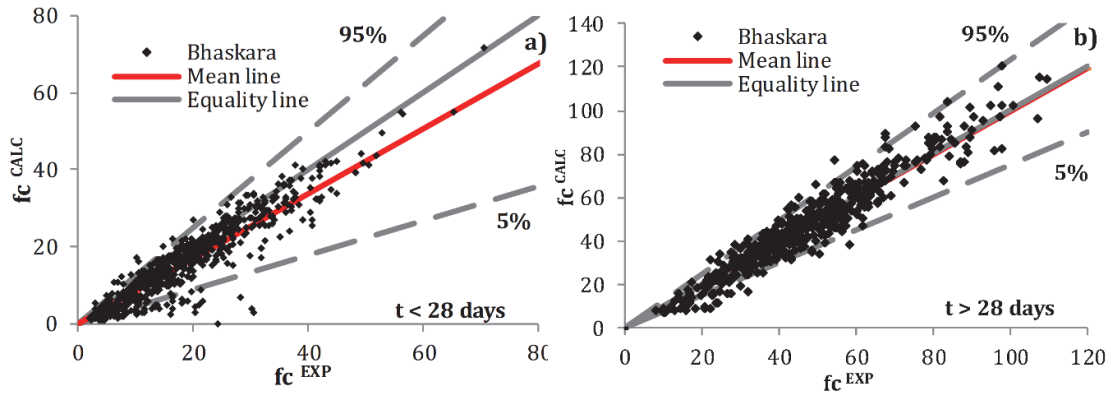 80
60
40
20
0
fc CALC
Bhaskara
Mean line
Equality line
95%
a)
5%
t < 28 days
0 20 40 60 80
fc EXP
140
120
100
80
60
40
20
0
fc CALC
Bhaskara
Mean line
Equality line
95%
b)
5%
t > 28 days
0 20 40 60 80 100 120
fc EXP